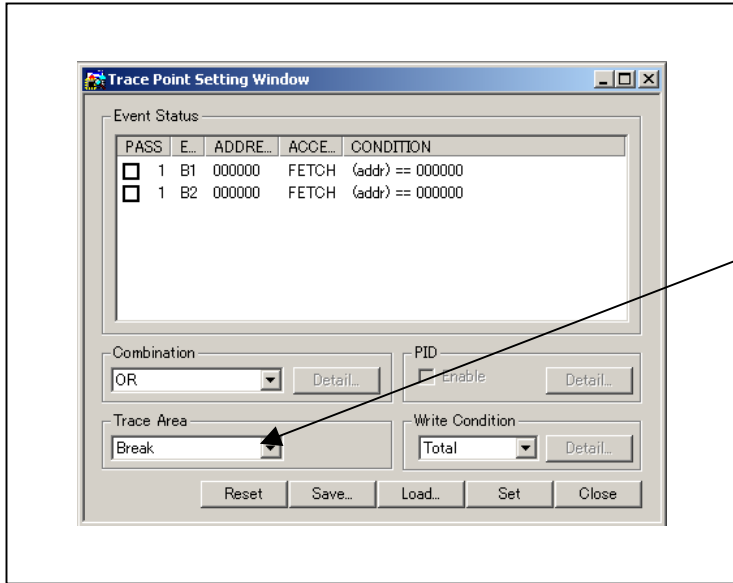 Trace Point Setting Window
Event Status
PASS E... ADDRE... ACCE... CONDITION
1 B1 000000 FETCH (addr) == 000000
1 B2 000000 FETCH (addr) == 000000
Combination
OR
Detail...
PID
Enable
Detail...
Trace Area
Break
Write Condition
Total
Detail...
Reset
Save...
Load...
Set
Close